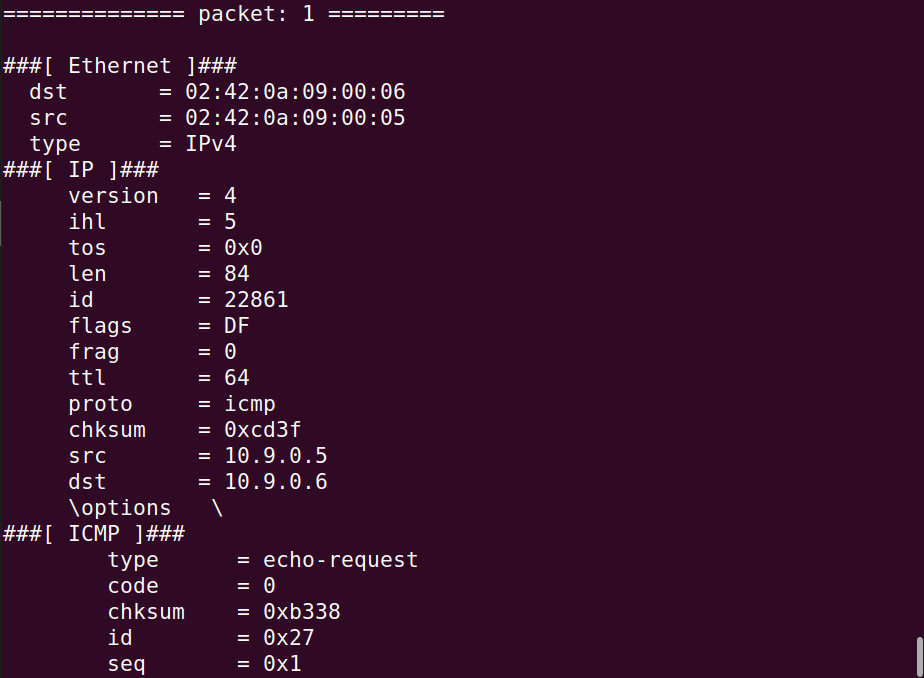 ============== packet: 1 =========
###[ Ethernet ]###
  dst       = 02:42:0a:09:00:06
  src       = 02:42:0a:09:00:05
  type      = IPv4
###[ IP ]###
     version   = 4
     ihl       = 5
     tos       = 0x0
     len       = 84
     id        = 22861
     flags     = DF
     frag      = 0
     ttl       = 64
     proto     = icmp
     chksum    = 0xcd3f
     src       = 10.9.0.5
     dst       = 10.9.0.6
     \options   \
###[ ICMP ]###
        type      = echo-request
        code      = 0
        chksum    = 0xb338
        id        = 0x27
        seq       = 0x1